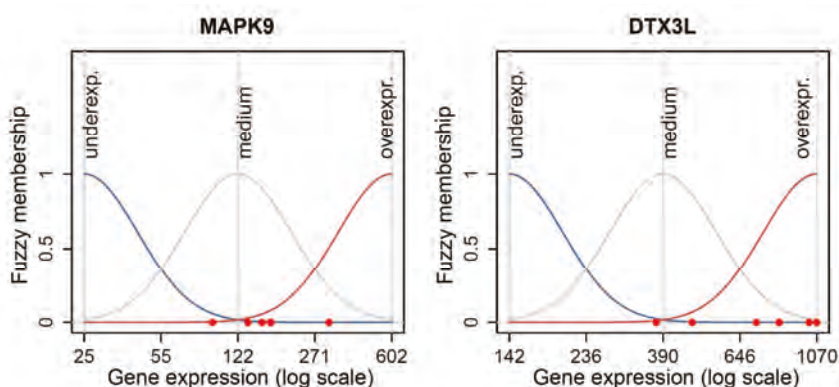 MAPK9
underexp.
medium
overexpr.
Fuzzy membership
1
0.5
0
25 55 122 271 602
Gene expression (log scale)
DTX3L
underexp.
medium
overexpr.
Fuzzy membership
1
0.5
0
142 236 390 646 1070
Gene expression (log scale)